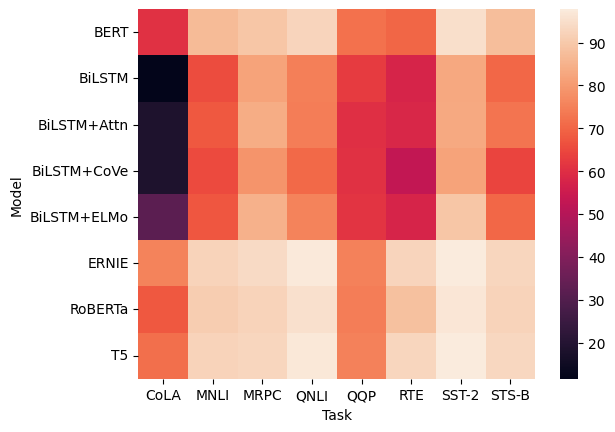 BERT
BiLSTM
BiLSTM+Attn
BiLSTM+CoVe
BiLSTM+ELMo
ERNIE
RoBERTa
T5
Model
CoLA MNLI MRPC QNLI QQP RTE SST-2 STS-B
Task
90
80
70
60
50
40
30
20